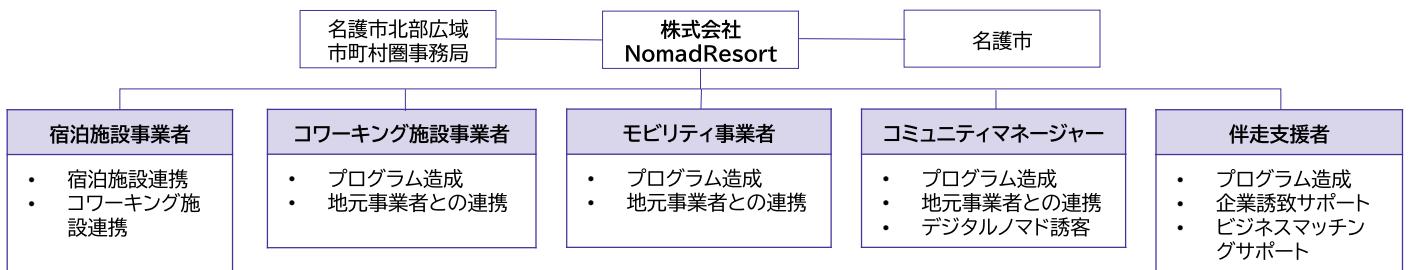 名護市北部広域
市町村圏事務局
株式会社
NomadResort
名護市
宿泊施設事業者
• 宿泊施設連携
• コワーキング施
設連携
コワーキング施設事業者
• プログラム造成
• 地元事業者との連携
モビリティ事業者
• プログラム造成
• 地元事業者との連携
コミュニティマネージャー
• プログラム造成
• 地元事業者との連携
• デジタルノマド誘客
伴走支援者
• プログラム造成
• 企業誘致サポート
• ビジネスマッチン
グサポート